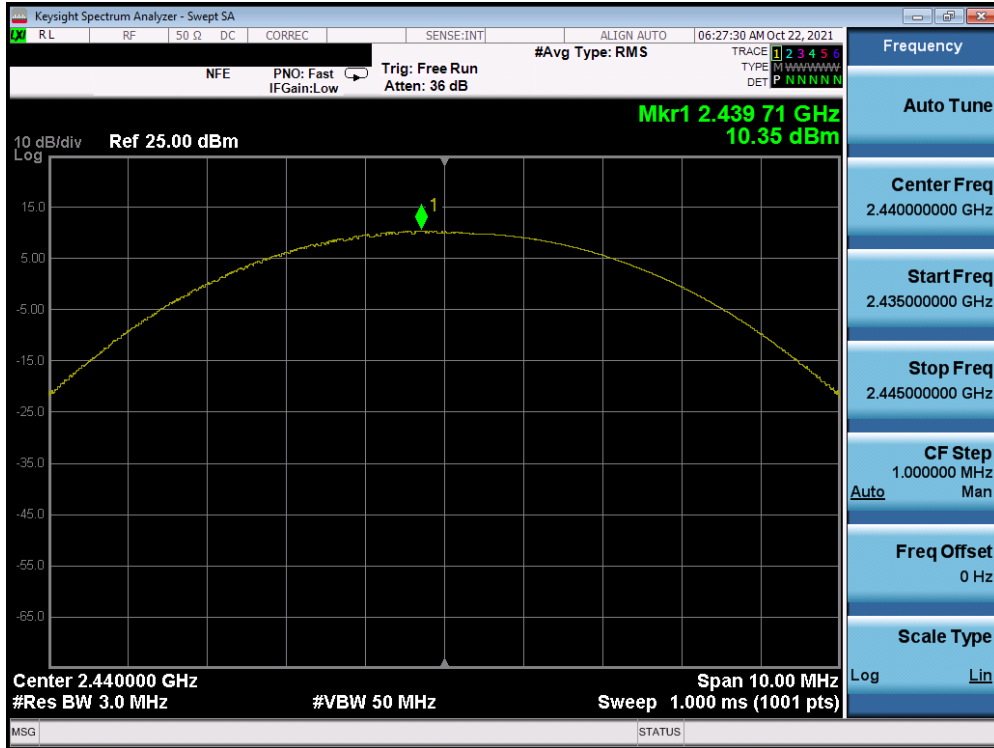 Keysight Spectrum Analyzer - Swept SA
LXI RL RF 50 Ω DC CORREC SENSE:INT ALIGN AUTO 06:27:30 AM Oct 22, 2021
NFE PNO: Fast Trig: Free Run #Avg Type: RMS TRACE 1 2 3 4 5 6
IFGain:Low Atten: 36 dB TYPE M WWWWW
DET P N N N N N
Mkr1 2.439 71 GHz
10.35 dBm
10 dB/div Ref 25.00 dBm
Log
1
15.0
5.00
-5.00
-15.0
-25.0
-35.0
-45.0
-55.0
-65.0
Center 2.440000 GHz Span 10.00 MHz
#Res BW 3.0 MHz #VBW 50 MHz Sweep 1.000 ms (1001 pts)
MSG STATUS
Frequency
Auto Tune
Center Freq
2.440000000 GHz
Start Freq
2.435000000 GHz
Stop Freq
2.445000000 GHz
CF Step
1.000000 MHz
Auto Man
Freq Offset
0 Hz
Scale Type
Log Lin